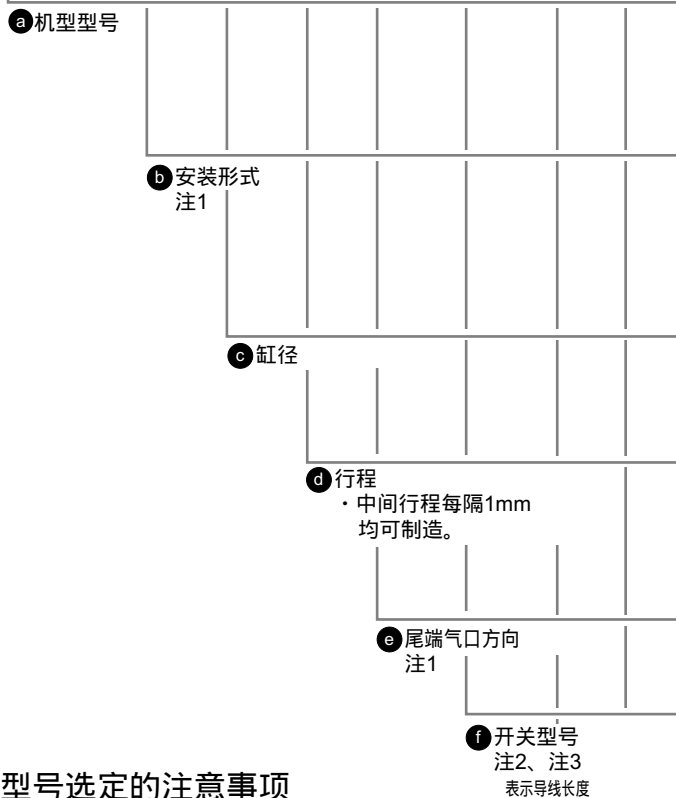 a机型型号
b安装形式
注1
c缸径
d行程
・中间行程每隔1mm
均可制造。
e尾端气口方向
注1
f开关型号
注2、注3
表示导线长度
型号选定的注意事项